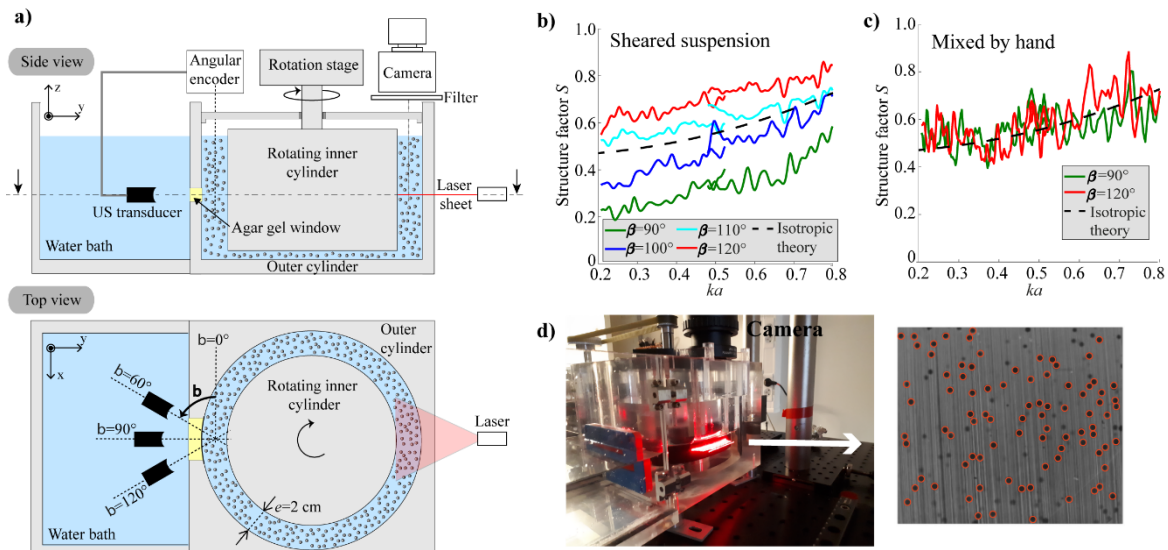 a)
Side view
z
y
Angular
encoder
Rotation stage
Camera
Filter
Rotating inner
cylinder
Laser
sheet
US transducer
Agar gel window
Water bath
Outer cylinder
Top view
y
x
b=0°
b=60°
b
b=90°
b=120°
Outer
cylinder
Rotating inner
cylinder
Laser
e=2 cm
Water bath
b)
Sheared suspension
Structure factor S
1.0
0.8
0.6
0.4
0.2
0
β=90°
β=110°
Isotropic
theory
β=100°
β=120°
0.2 0.3 0.4 0.5 0.6 0.7 0.8
ka
c)
Mixed by hand
Structure factor S
1.0
0.8
0.6
0.4
0.2
0
β=90°
β=120°
Isotropic
theory
0.2 0.3 0.4 0.5 0.6 0.7 0.8
ka
d)
Camera